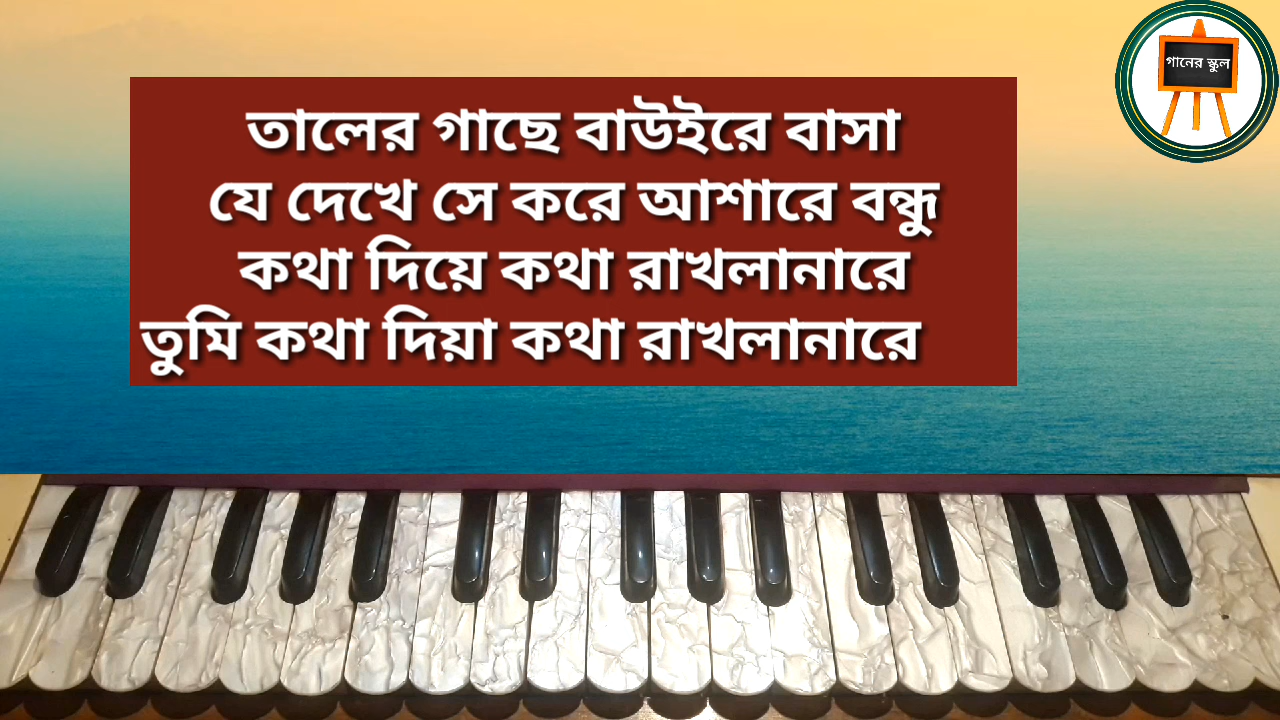 গানের স্কুল
তালের গাছে বাউইরে বাসা
যে দেখে সে করে আশারে বন্ধু
কথা দিয়ে কথা রাখলানারে
তুমি কথা দিয়া কথা রাখলানারে